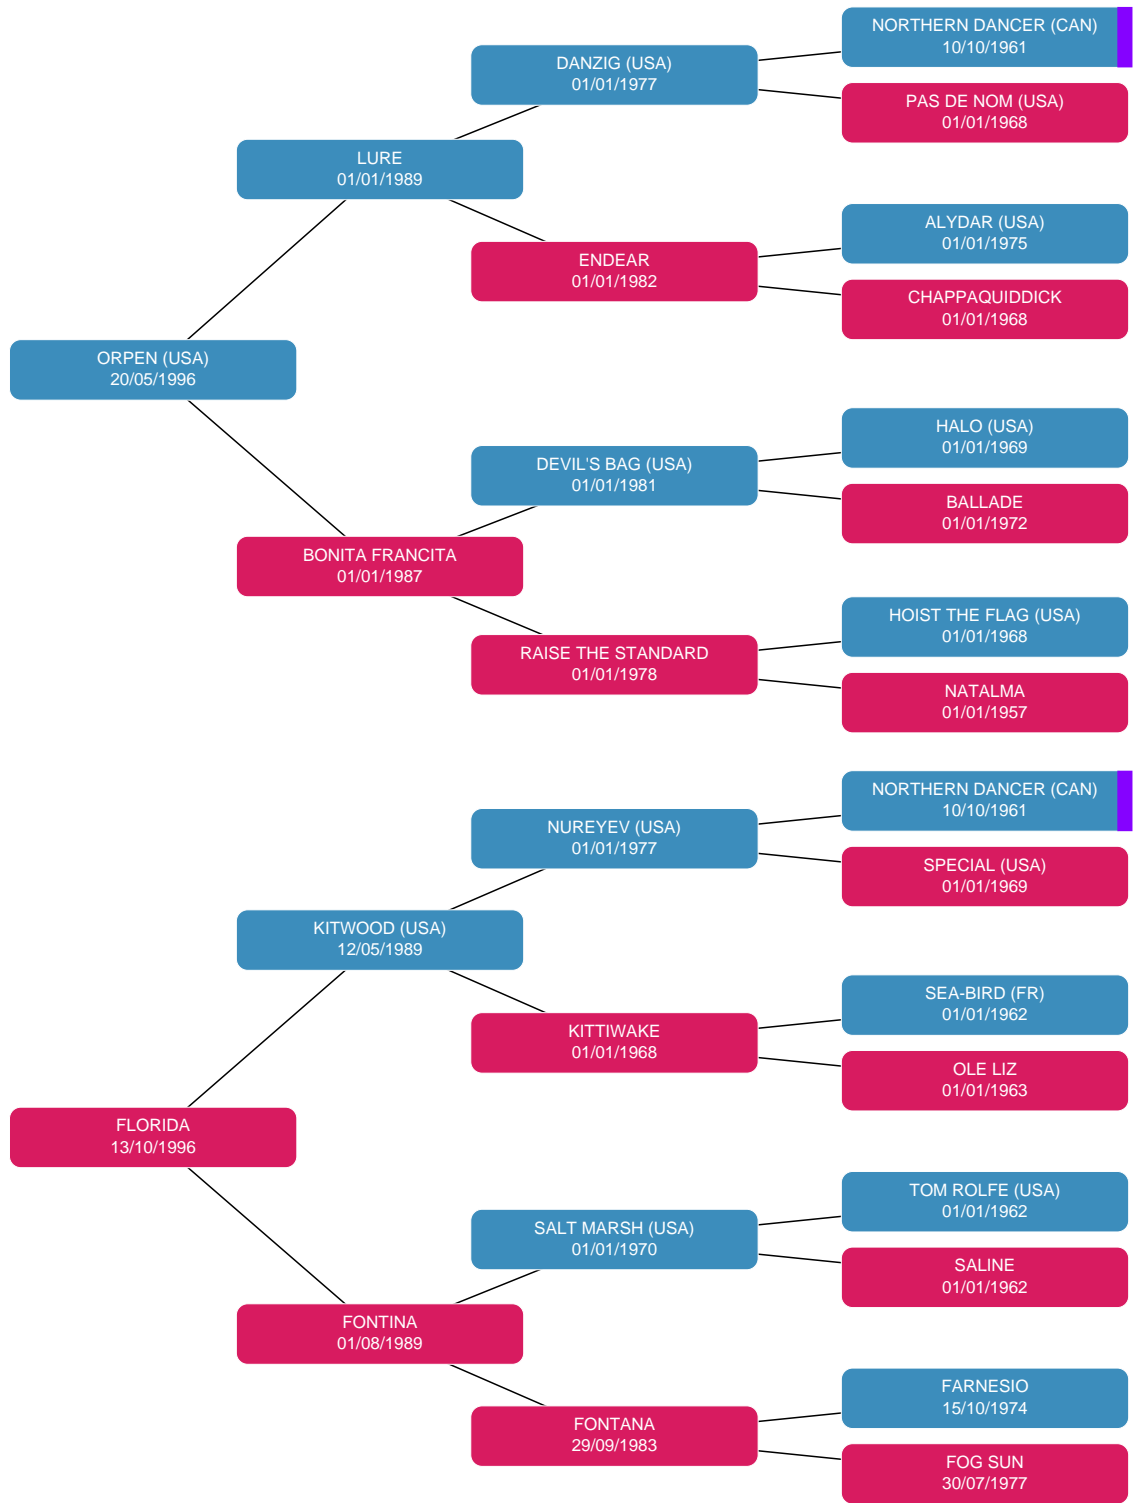 NORTHERN DANCER (CAN)
10/10/1961
DANZIG (USA)
01/01/1977
PAS DE NOM (USA)
01/01/1968
LURE
01/01/1989
ALYDAR (USA)
01/01/1975
ENDEAR
01/01/1982
CHAPPAQUIDDICK
01/01/1968
ORPEN (USA)
20/05/1996
HALO (USA)
01/01/1969
DEVIL'S BAG (USA)
01/01/1981
BALLADE
01/01/1972
BONITA FRANCITA
01/01/1987
HOIST THE FLAG (USA)
01/01/1968
RAISE THE STANDARD
01/01/1978
NATALMA
01/01/1957
NORTHERN DANCER (CAN)
10/10/1961
NUREYEV (USA)
01/01/1977
SPECIAL (USA)
01/01/1969
KITWOOD (USA)
12/05/1989
SEA-BIRD (FR)
01/01/1962
KITTIWAKE
01/01/1968
OLE LIZ
01/01/1963
FLORIDA
13/10/1996
TOM ROLFE (USA)
01/01/1962
SALT MARSH (USA)
01/01/1970
SALINE
01/01/1962
FONTINA
01/08/1989
FARNESIO
15/10/1974
FONTANA
29/09/1983
FOG SUN
30/07/1977